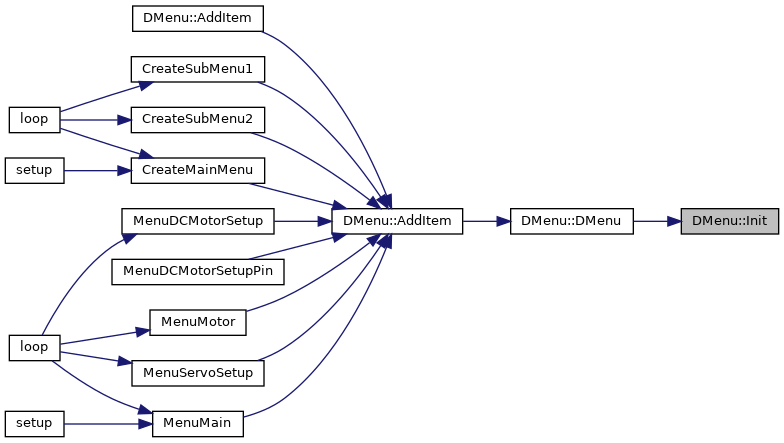 DMenu::AddItem
CreateSubMenu1
loop
CreateSubMenu2
setup
CreateMainMenu
MenuDCMotorSetup
DMenu::AddItem
DMenu::DMenu
DMenu::Init
MenuDCMotorSetupPin
MenuMotor
loop
MenuServoSetup
setup
MenuMain